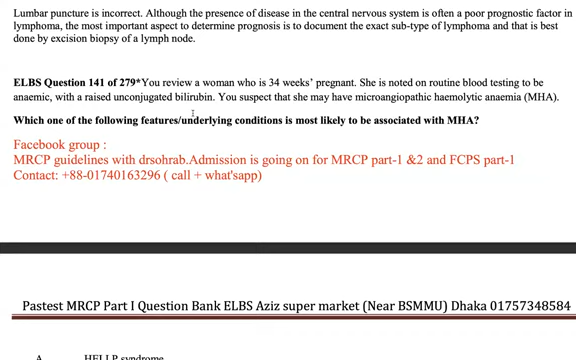 Lumbar puncture is incorrect. Although the presence of disease in the central nervous system is often a poor prognostic factor in
lymphoma, the most important aspect to determine prognosis is to document the exact sub-type of lymphoma and that is best
done by excision biopsy of a lymph node.
ELBS Question 141 of 279*You review a woman who is 34 weeks' pregnant. She is noted on routine blood testing to be
anaemic, with a raised unconjugated bilirubin. You suspect that she may have microangiopathic haemolytic anaemia (MHA).
Which one of the following features/underlying conditions is most likely to be associated with MHA?
Facebook group :
MRCP guidelines with drsohrab.Admission is going on for MRCP part-1 &2 and FCPS part-1
Contact: +88-01740163296 ( call + what'sapp)
Pastest MRCP Part I Question Bank ELBS Aziz super market (Near BSMMU) Dhaka 01757348584
A HELLP syndrome